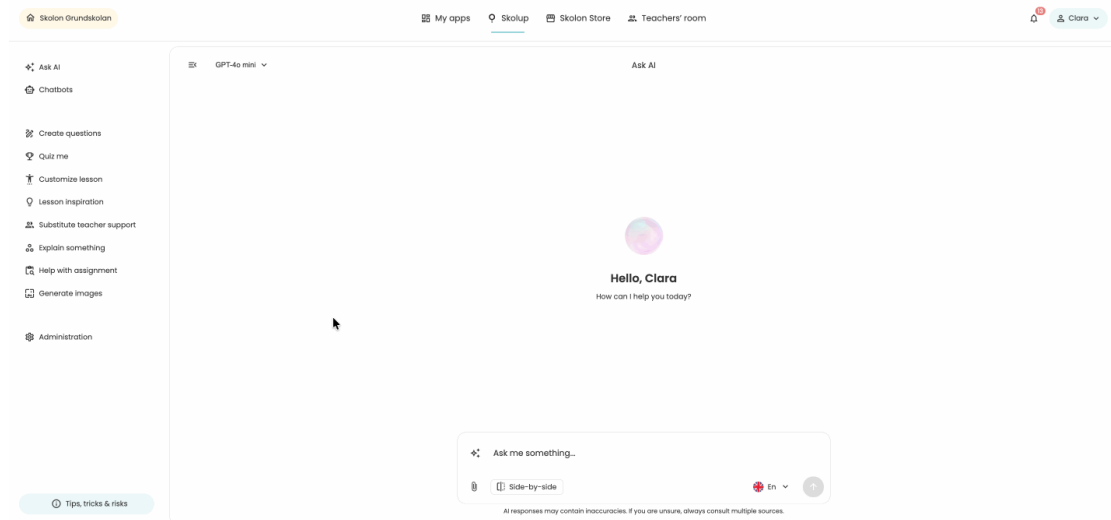 Skolon Grundskolan
My apps
Skolup
Skolon Store
Teachers' room
13
Clara
Ask AI
Chatbots
Create questions
Quiz me
Customize lesson
Lesson inspiration
Substitute teacher support
Explain something
Help with assignment
Generate images
Administration
Tips, tricks & risks
GPT-4o mini
Ask AI
Hello, Clara
How can I help you today?
Ask me something...
Side-by-side
En
AI responses may contain inaccuracies. If you are unsure, always consult multiple sources.